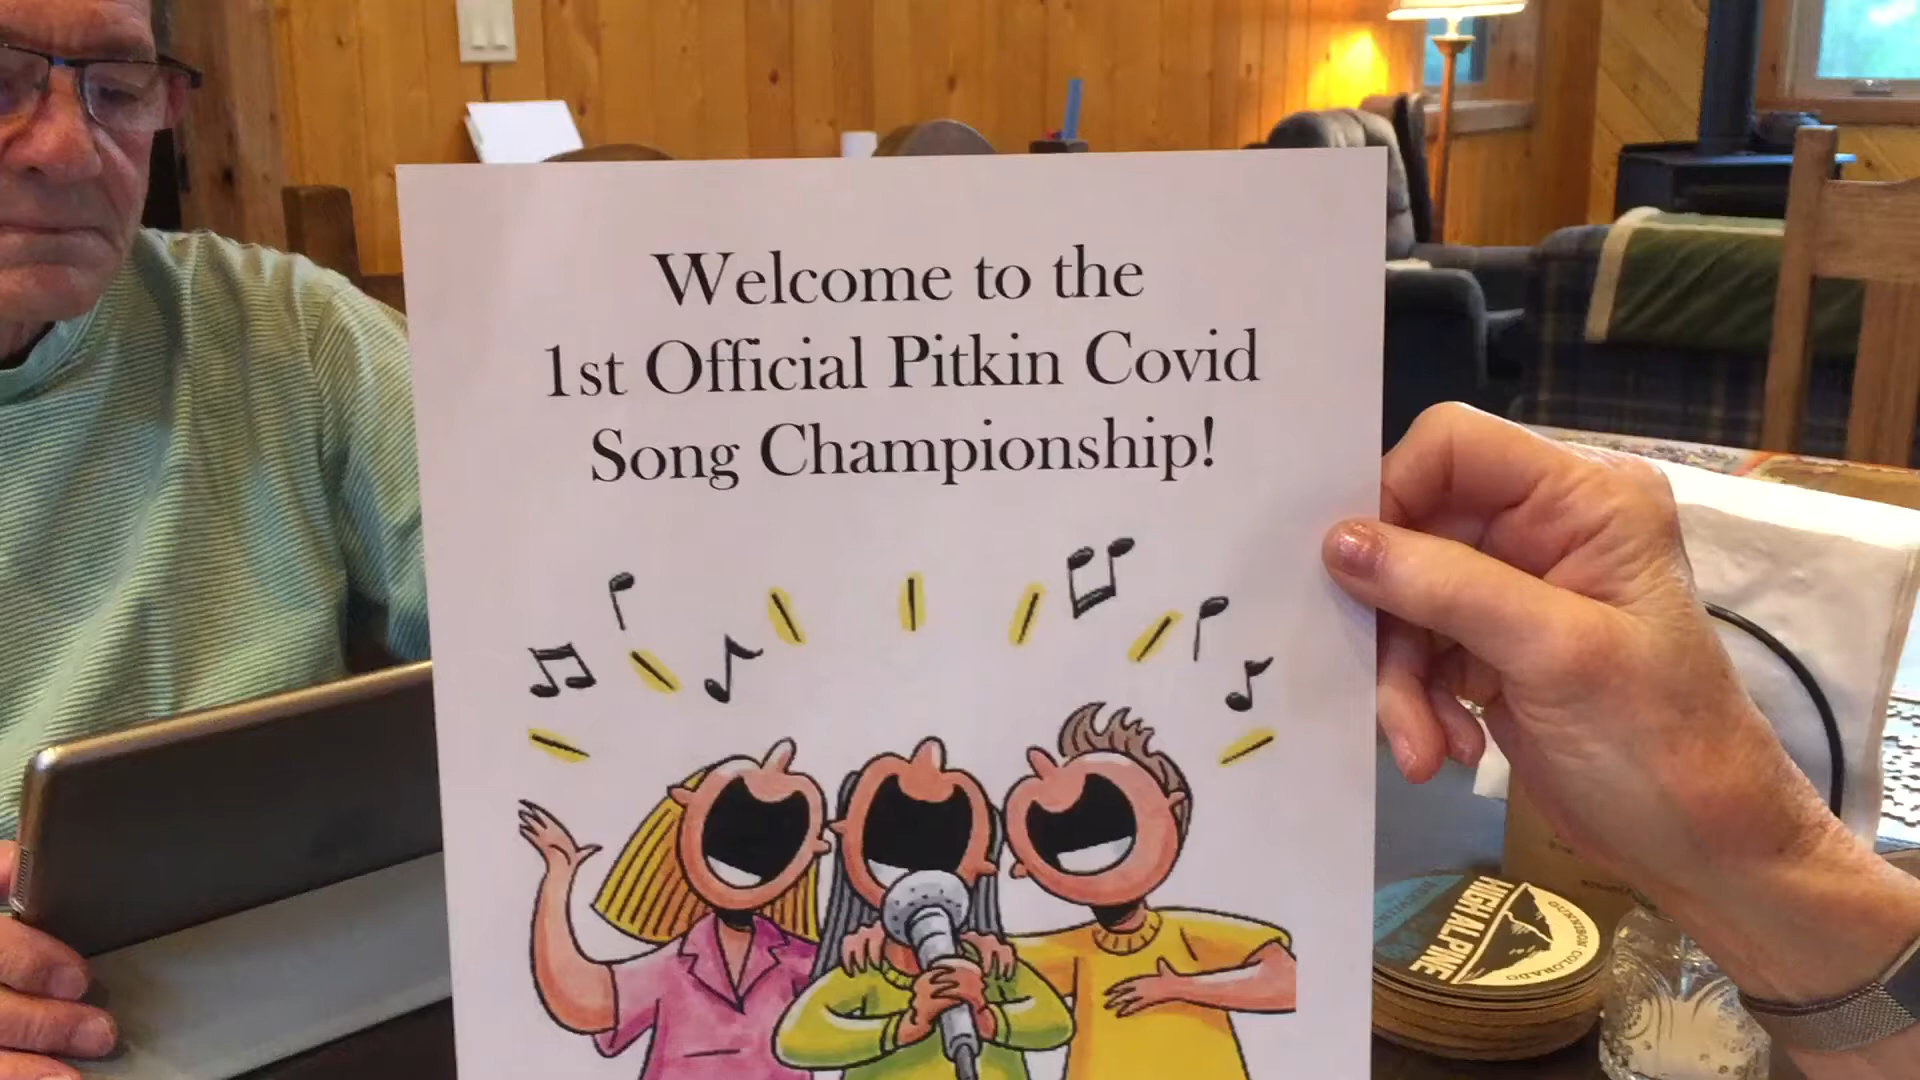 Welcome to the
1st Official Pitkin Covid
Song Championship!
HIGH ALPINE
GUNNISON COLORADO